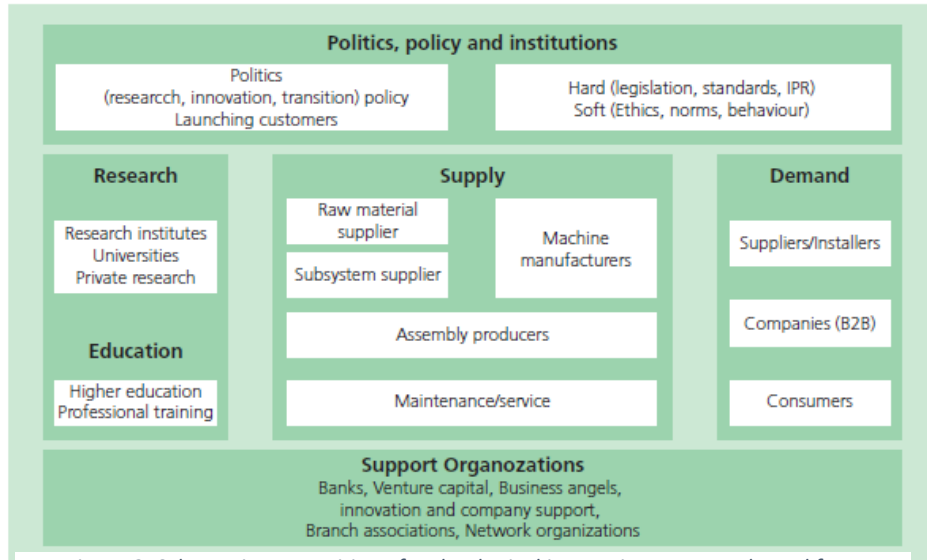 Politics, policy and institutions
Politics
(researcch, innovation, transition) policy
Launching customers
Hard (legislation, standards, IPR)
Soft (Ethics, norms, behaviour)
Research
Research institutes
Universities
Private research
Education
Higher education
Professional training
Supply
Raw material
supplier
Subsystem supplier
Machine
manufacturers
Assembly producers
Maintenance/service
Demand
Suppliers/Installers
Companies (B2B)
Consumers
Support Organozations
Banks, Venture capital, Business angels,
innovation and company support,
Branch associations, Network organizations